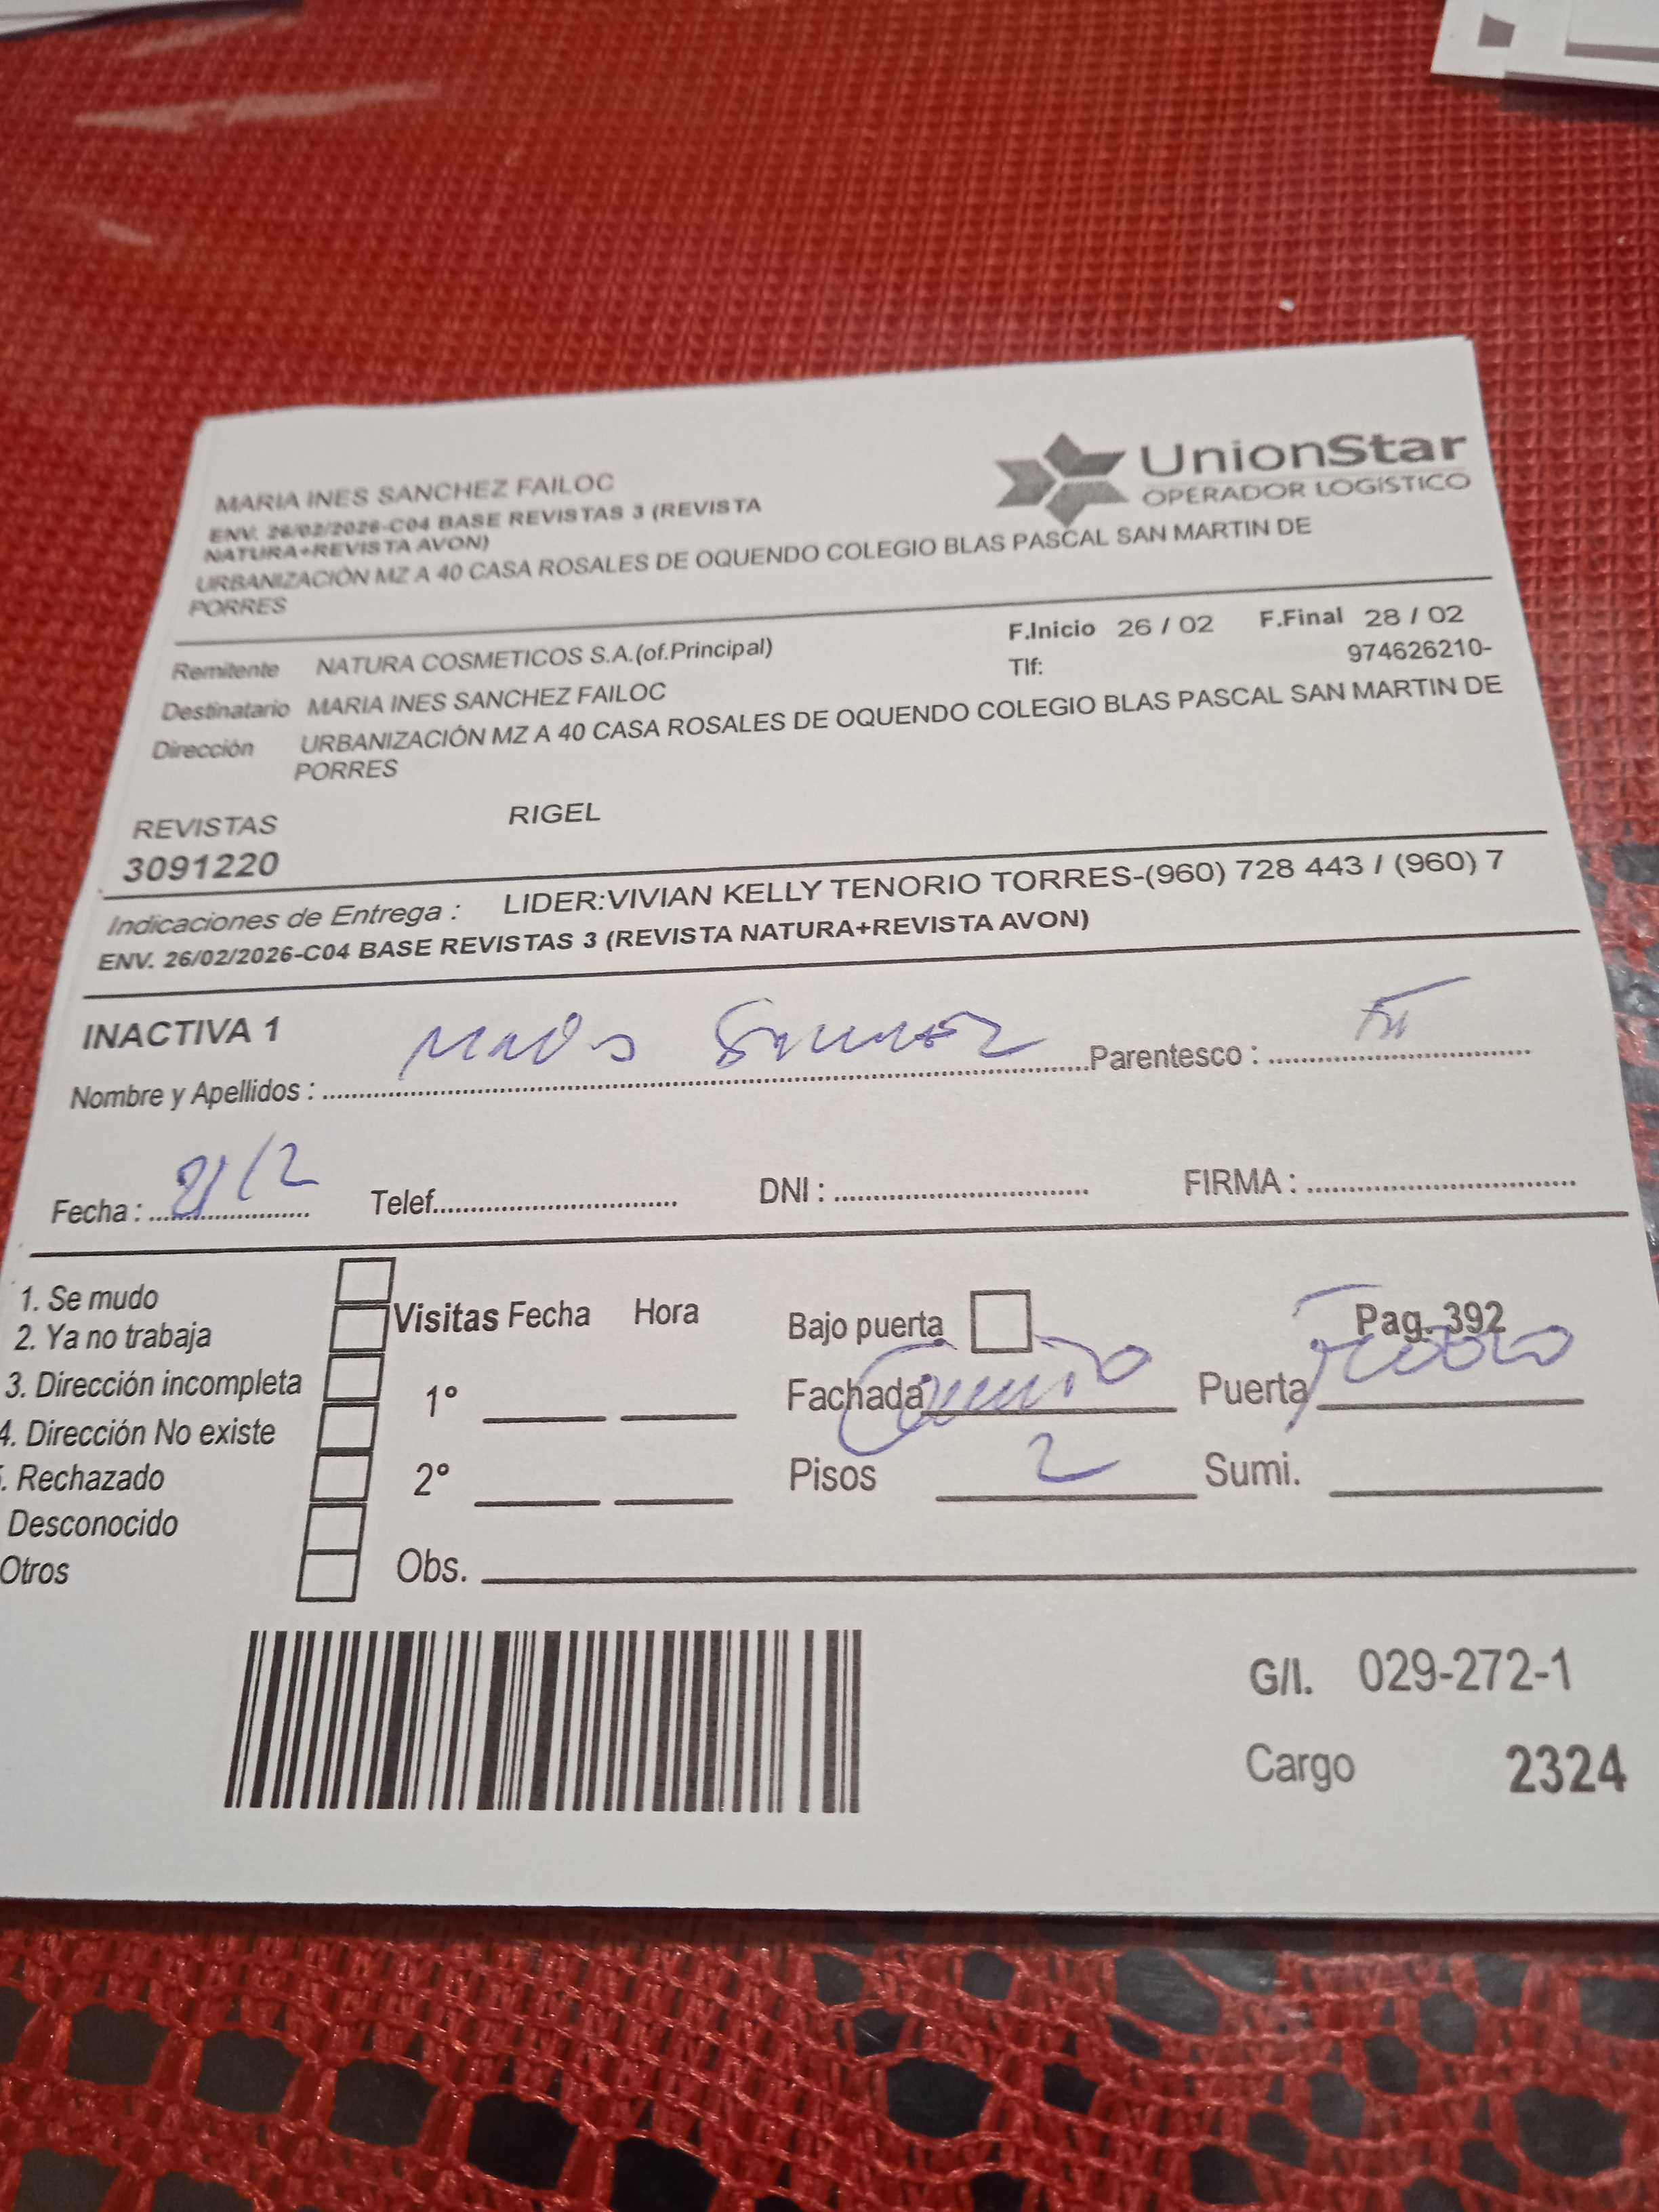 MARIA INES SANCHEZ FAILOC
ENV. 26/02/2026-C04 BASE REVISTAS 3 (REVISTA
NATURA+REVISTA AVON)
URBANIZACIÓN MZ A 40 CASA ROSALES DE OQUENDO COLEGIO BLAS PASCAL SAN MARTIN DE
PORRES
UnionStar
OPERADOR LOGÍSTICO
Remitente NATURA COSMETICOS S.A.(of.Principal)
F.Inicio 26 / 02 F.Final 28 / 02
Tlf: 974626210-
Destinatario MARIA INES SANCHEZ FAILOC
Dirección URBANIZACIÓN MZ A 40 CASA ROSALES DE OQUENDO COLEGIO BLAS PASCAL SAN MARTIN DE
PORRES
REVISTAS RIGEL
3091220
Indicaciones de Entrega : LIDER:VIVIAN KELLY TENORIO TORRES-(960) 728 443 / (960) 7
ENV. 26/02/2026-C04 BASE REVISTAS 3 (REVISTA NATURA+REVISTA AVON)
INACTIVA 1
Nombre y Apellidos : Parentesco :
Fecha : Telef. DNI : FIRMA :
1. Se mudo
2. Ya no trabaja
3. Dirección incompleta
4. Dirección No existe
. Rechazado
Desconocido
Otros
Visitas Fecha Hora
1°
2°
Obs.
Bajo puerta Pag. 392
Fachada Puerta
Pisos 2 Sumi.
G/I. 029-272-1
Cargo 2324